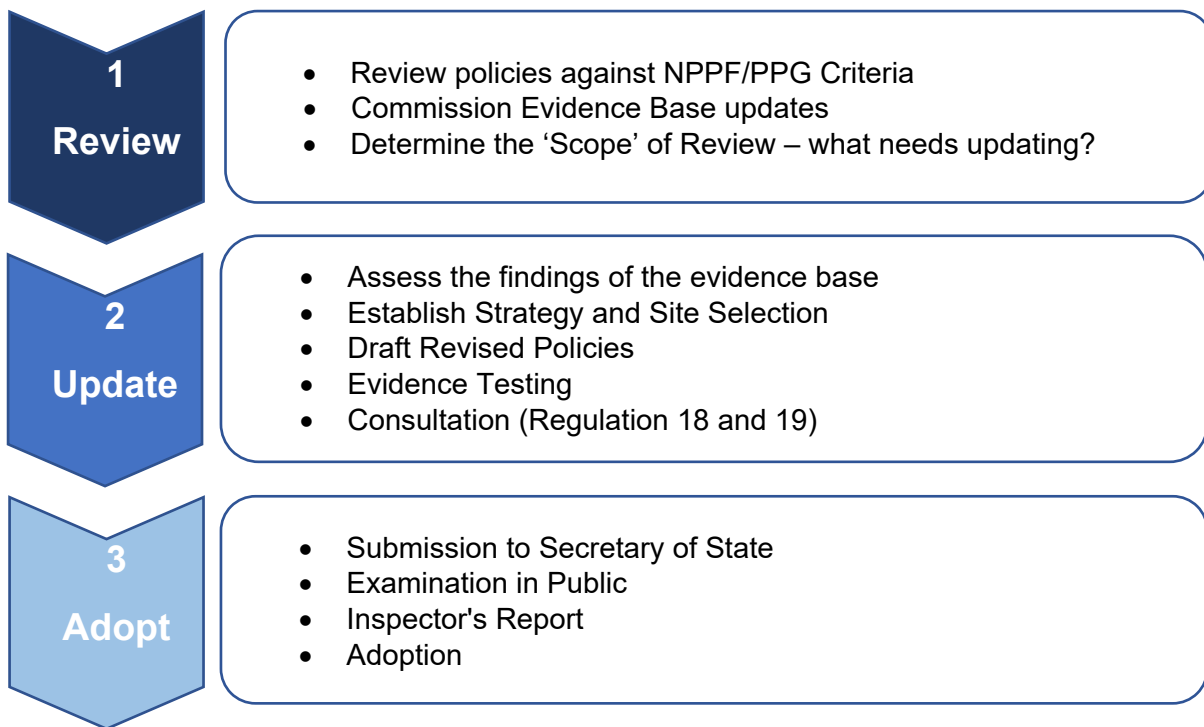 1
Review
• Review policies against NPPF/PPG Criteria
• Commission Evidence Base updates
• Determine the ‘Scope’ of Review – what needs updating?
2
Update
• Assess the findings of the evidence base
• Establish Strategy and Site Selection
• Draft Revised Policies
• Evidence Testing
• Consultation (Regulation 18 and 19)
3
Adopt
• Submission to Secretary of State
• Examination in Public
• Inspector's Report
• Adoption